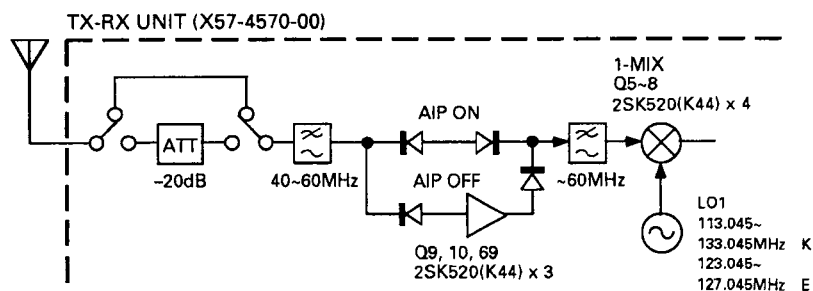 TX-RX UNIT (X57-4570-00)
1-MIX
Q5~8
2SK520(K44) x 4
AIP ON
ATT
-20dB
40~60MHz
AIP OFF
~60MHz
Q9, 10, 69
2SK520(K44) x 3
LO1
113.045~
133.045MHz K
123.045~
127.045MHz E